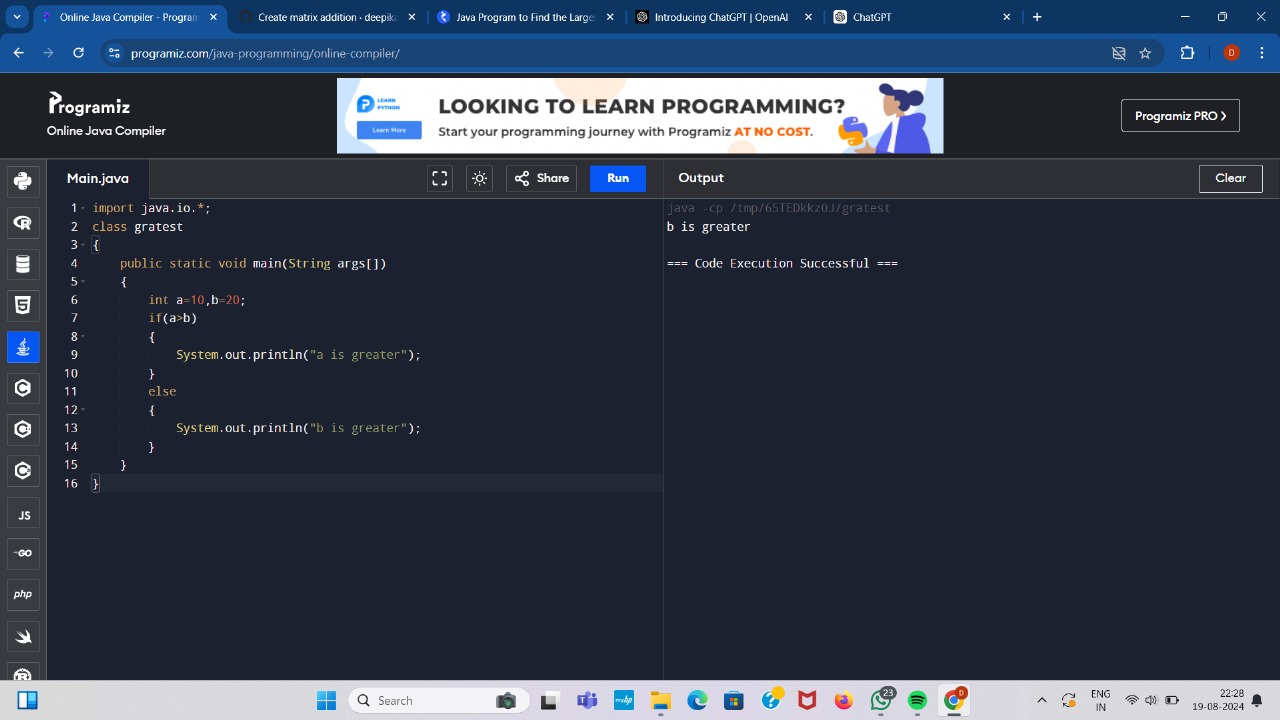 Online Java Compiler - Program
Create matrix addition · deepika
Java Program to Find the Large
Introducing ChatGPT | OpenAI
ChatGPT
programiz.com/java-programming/online-compiler/
D
Programiz
Online Java Compiler
LEARN
PYTHON
Learn More
LOOKING TO LEARN PROGRAMMING?
Start your programming journey with Programiz AT NO COST.
Programiz PRO
Main.java
Share
Run
Output
Clear
1 import java.io.*;
2 class gratest
3 {
4 public static void main(String args[])
5 {
6 int a=10,b=20;
7 if(a>b)
8 {
9 System.out.println("a is greater");
10 }
11 else
12 {
13 System.out.println("b is greater");
14 }
15 }
16 }
java -cp /tmp/65TEDkkzOJ/gratest
b is greater
=== Code Execution Successful ===
R
5
C
C
C
JS
GO
php
Search
myhp
23
D
ENG
IN
22:28
19-08-2024